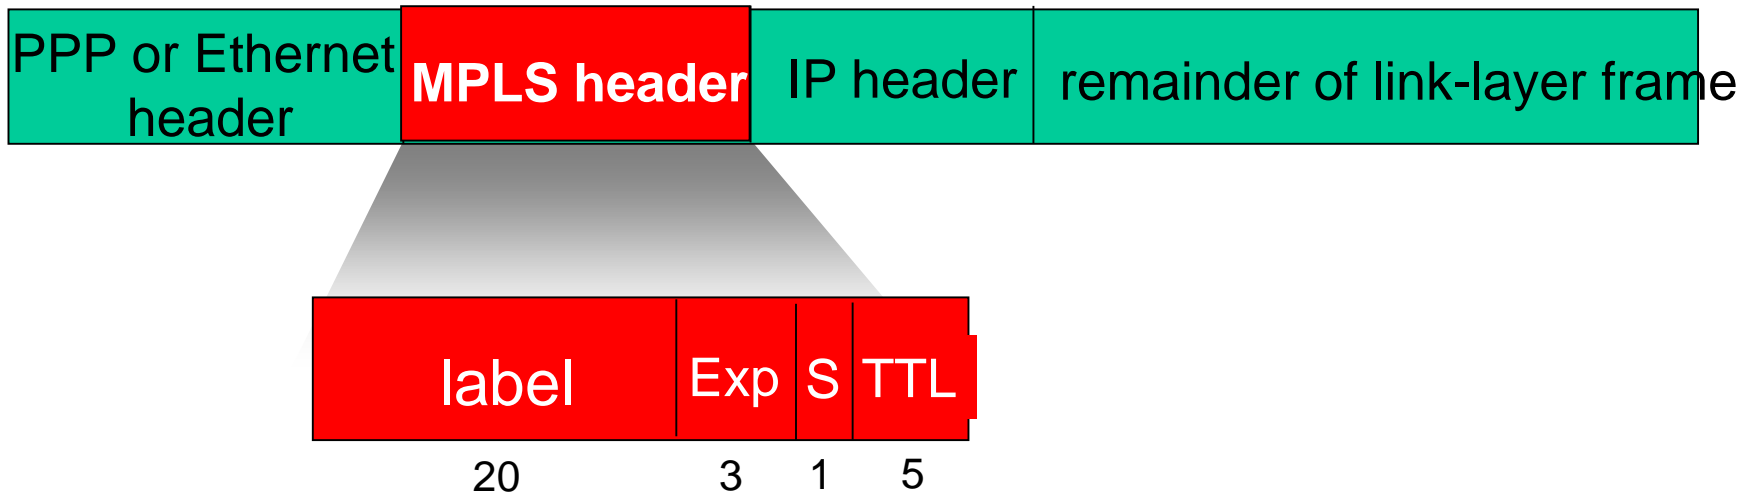 PPP or Ethernet
header
MPLS header
IP header
remainder of link-layer frame
label
Exp
S
TTL
20
3
1
5